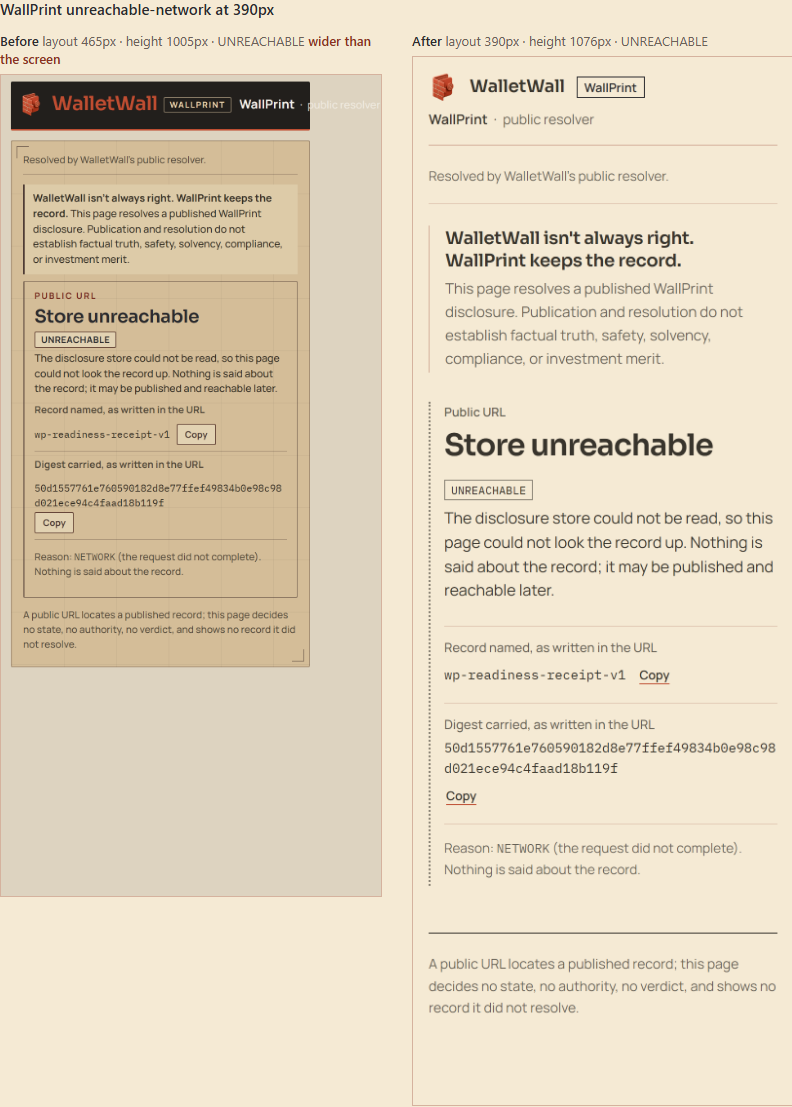 WallPrint unreachable-network at 390px
Before layout 465px · height 1005px · UNREACHABLE wider than
the screen
WalletWall WALLPRINT WallPrint · public resolver
Resolved by WalletWall's public resolver.
WalletWall isn't always right. WallPrint keeps the
record. This page resolves a published WallPrint
disclosure. Publication and resolution do not
establish factual truth, safety, solvency, compliance,
or investment merit.
PUBLIC URL
Store unreachable
UNREACHABLE
The disclosure store could not be read, so this page
could not look the record up. Nothing is said about
the record; it may be published and reachable later.
Record named, as written in the URL
wp-readiness-receipt-v1 Copy
Digest carried, as written in the URL
50d1557761e760590182d8e77ffef49834b0e98c98
d021ece94c4faad18b119f
Copy
Reason: NETWORK (the request did not complete).
Nothing is said about the record.
A public URL locates a published record; this page decides
no state, no authority, no verdict, and shows no record it did
not resolve.
After layout 390px · height 1076px · UNREACHABLE
WalletWall WallPrint
WallPrint · public resolver
Resolved by WalletWall's public resolver.
WalletWall isn't always right.
WallPrint keeps the record.
This page resolves a published WallPrint
disclosure. Publication and resolution do not
establish factual truth, safety, solvency,
compliance, or investment merit.
Public URL
Store unreachable
UNREACHABLE
The disclosure store could not be read, so this
page could not look the record up. Nothing is
said about the record; it may be published and
reachable later.
Record named, as written in the URL
wp-readiness-receipt-v1 Copy
Digest carried, as written in the URL
50d1557761e760590182d8e77ffef49834b0e98c98
d021ece94c4faad18b119f
Copy
Reason: NETWORK (the request did not complete).
Nothing is said about the record.
A public URL locates a published record; this page
decides no state, no authority, no verdict, and shows no
record it did not resolve.